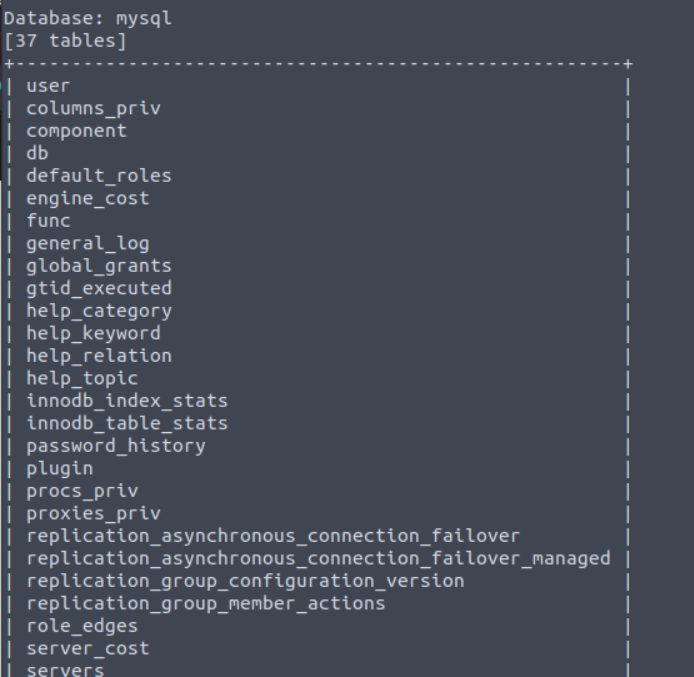 Database: mysql
[37 tables]
+------------------------------------------------------+
| user |
| columns_priv |
| component |
| db |
| default_roles |
| engine_cost |
| func |
| general_log |
| global_grants |
| gtid_executed |
| help_category |
| help_keyword |
| help_relation |
| help_topic |
| innodb_index_stats |
| innodb_table_stats |
| password_history |
| plugin |
| procs_priv |
| proxies_priv |
| replication_asynchronous_connection_failover |
| replication_asynchronous_connection_failover_managed |
| replication_group_configuration_version |
| replication_group_member_actions |
| role_edges |
| server_cost |
| servers |